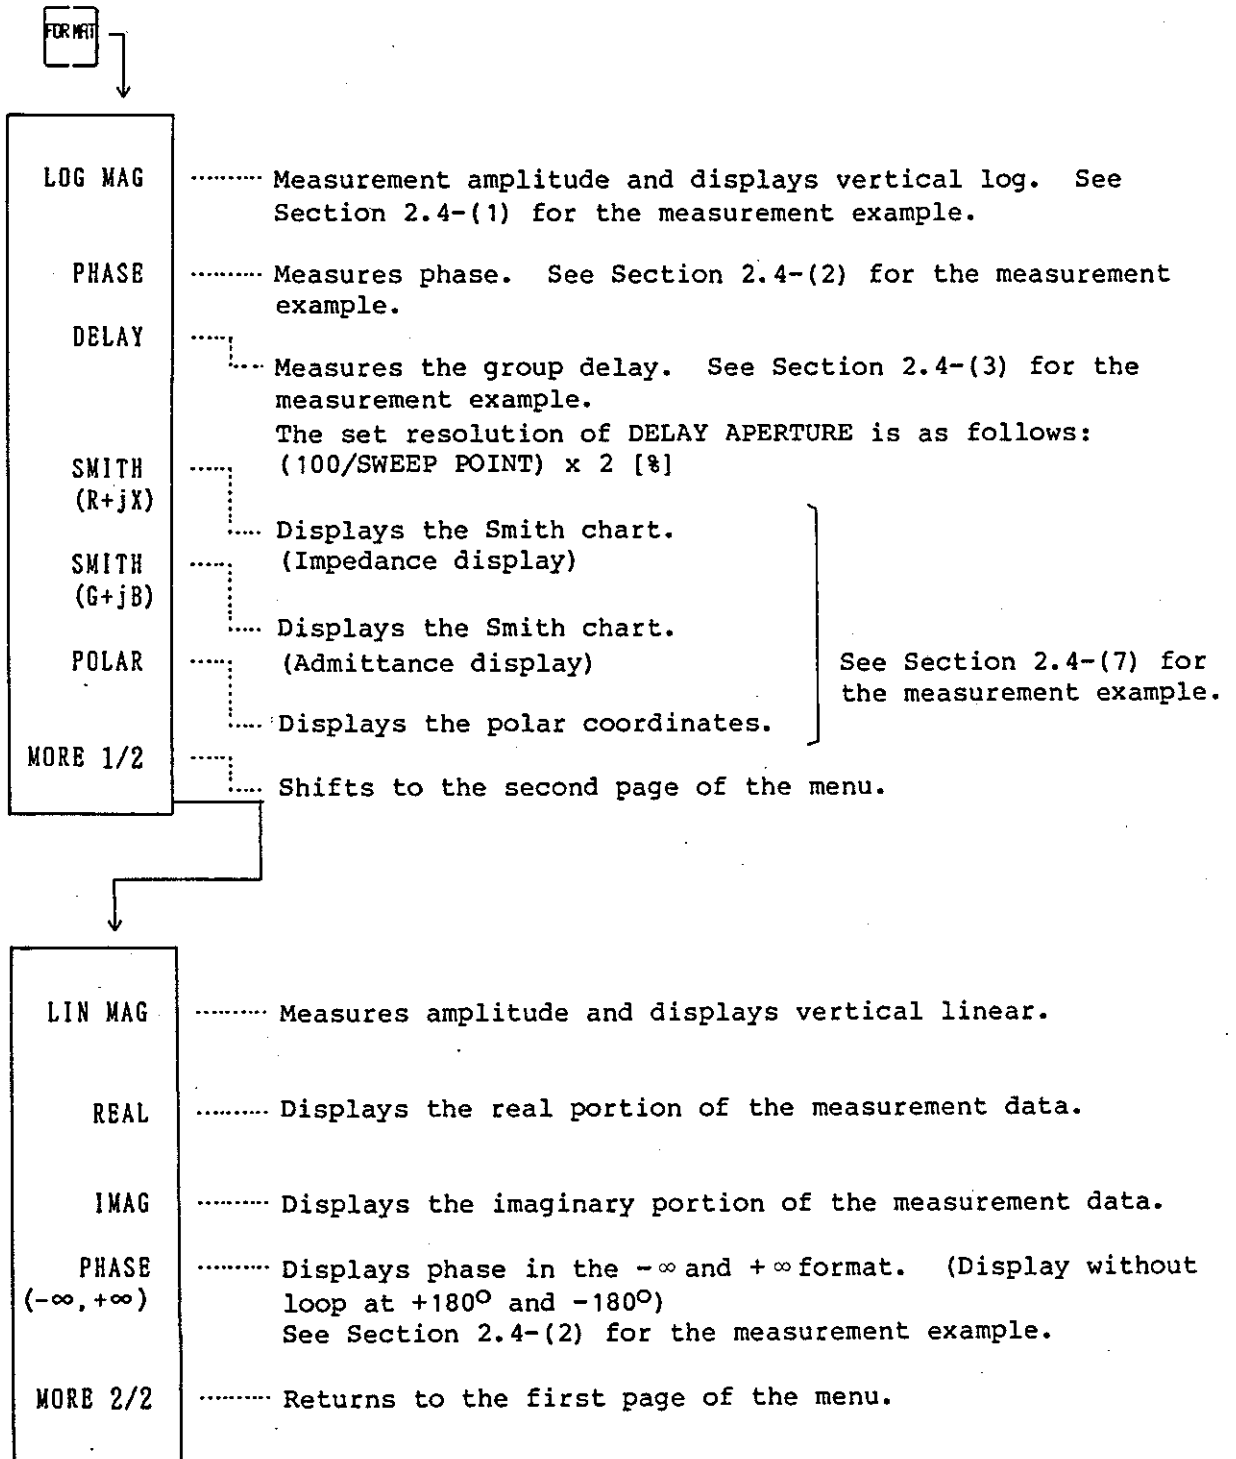 FORMAT
LOG MAG ·········· Measurement amplitude and displays vertical log. See
Section 2.4-(1) for the measurement example.
PHASE ·········· Measures phase. See Section 2.4-(2) for the measurement
example.
DELAY
Measures the group delay. See Section 2.4-(3) for the
measurement example.
The set resolution of DELAY APERTURE is as follows:
(100/SWEEP POINT) x 2 [%]
SMITH
(R+jX)
Displays the Smith chart.
(Impedance display)
SMITH
(G+jB)
Displays the Smith chart.
(Admittance display)
POLAR
Displays the polar coordinates.
See Section 2.4-(7) for
the measurement example.
MORE 1/2
Shifts to the second page of the menu.
LIN MAG ·········· Measures amplitude and displays vertical linear.
REAL ·········· Displays the real portion of the measurement data.
IMAG ·········· Displays the imaginary portion of the measurement data.
PHASE ·········· Displays phase in the -∞ and +∞ format. (Display without
(-∞,+∞) loop at +180° and -180°)
See Section 2.4-(2) for the measurement example.
MORE 2/2 ·········· Returns to the first page of the menu.